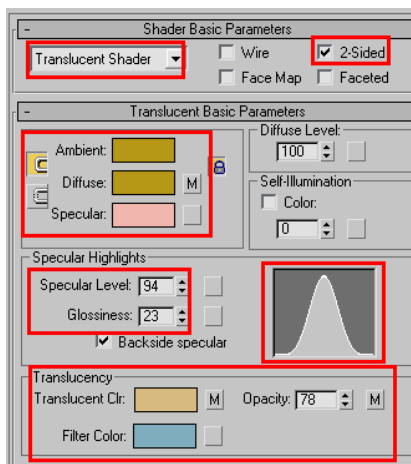 - Shader Basic Parameters
Translucent Shader Wire 2-Sided
Face Map Faceted
- Translucent Basic Parameters
Ambient:
Diffuse: M
Specular:
Diffuse Level:
100
Self-Illumination
Color:
0
Specular Highlights
Specular Level: 94
Glossiness: 23
Backside specular
Translucency
Translucent Clr: M Opacity: 78 M
Filter Color: